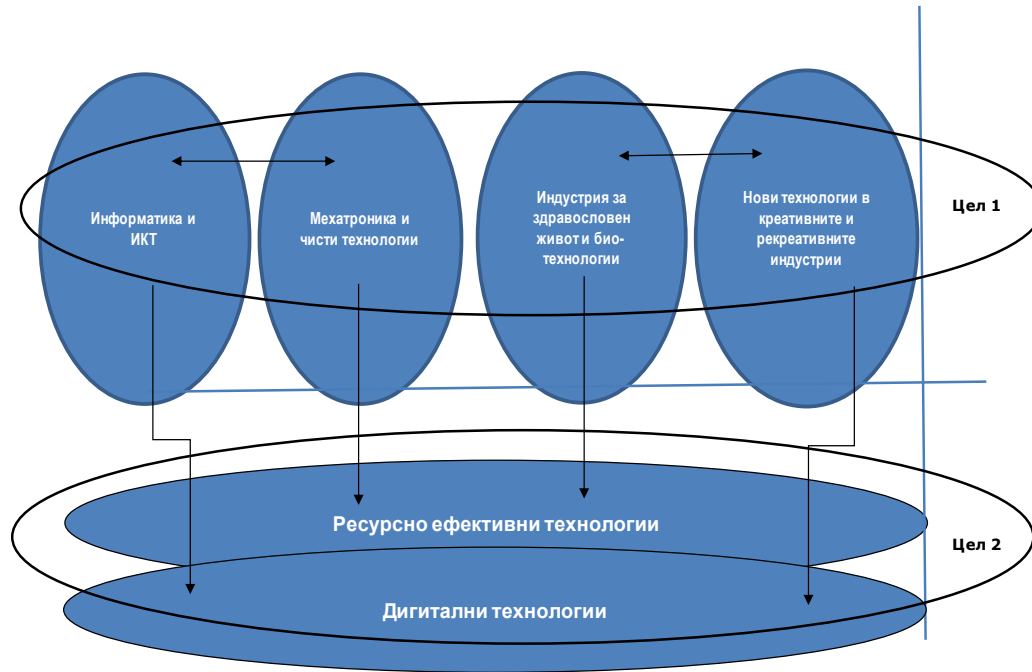 Информатика и
ИКТ
Мехатроника и
чисти технологии
Индустрия за
здравословен
живот и био-
технологии
Нови технологии в
креативните и
рекреативните
индустрии
Цел 1
Ресурсно ефективни технологии
Цел 2
Дигитални технологии